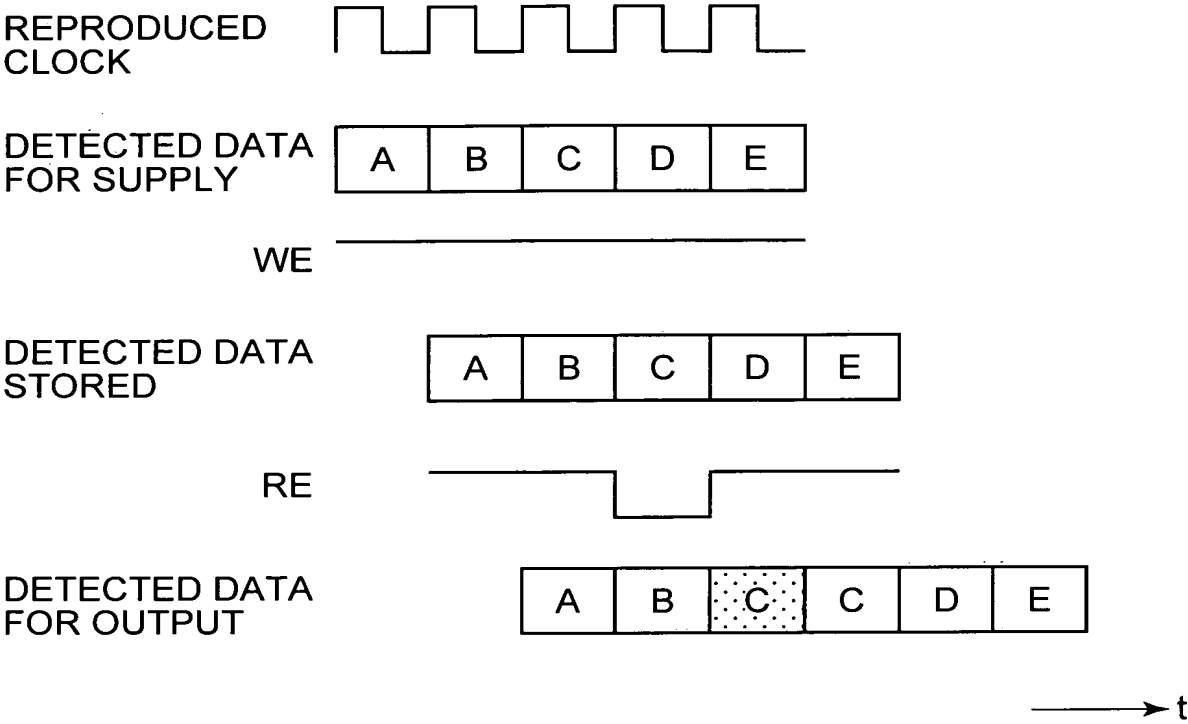 REPRODUCED
CLOCK
DETECTED DATA
FOR SUPPLY
A B C D E
WE
DETECTED DATA
STORED
A B C D E
RE
DETECTED DATA
FOR OUTPUT
A B C C D E
t